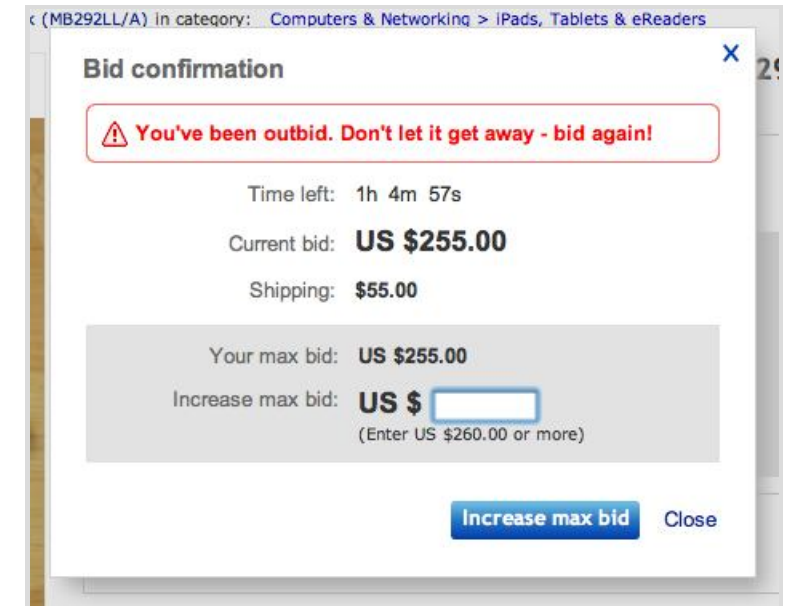 (MB292LL/A) in category: Computers & Networking > iPads, Tablets & eReaders
Bid confirmation
You've been outbid. Don't let it get away - bid again!
Time left: 1h 4m 57s
Current bid: US $255.00
Shipping: $55.00
Your max bid: US $255.00
Increase max bid: US $
(Enter US $260.00 or more)
Increase max bid Close